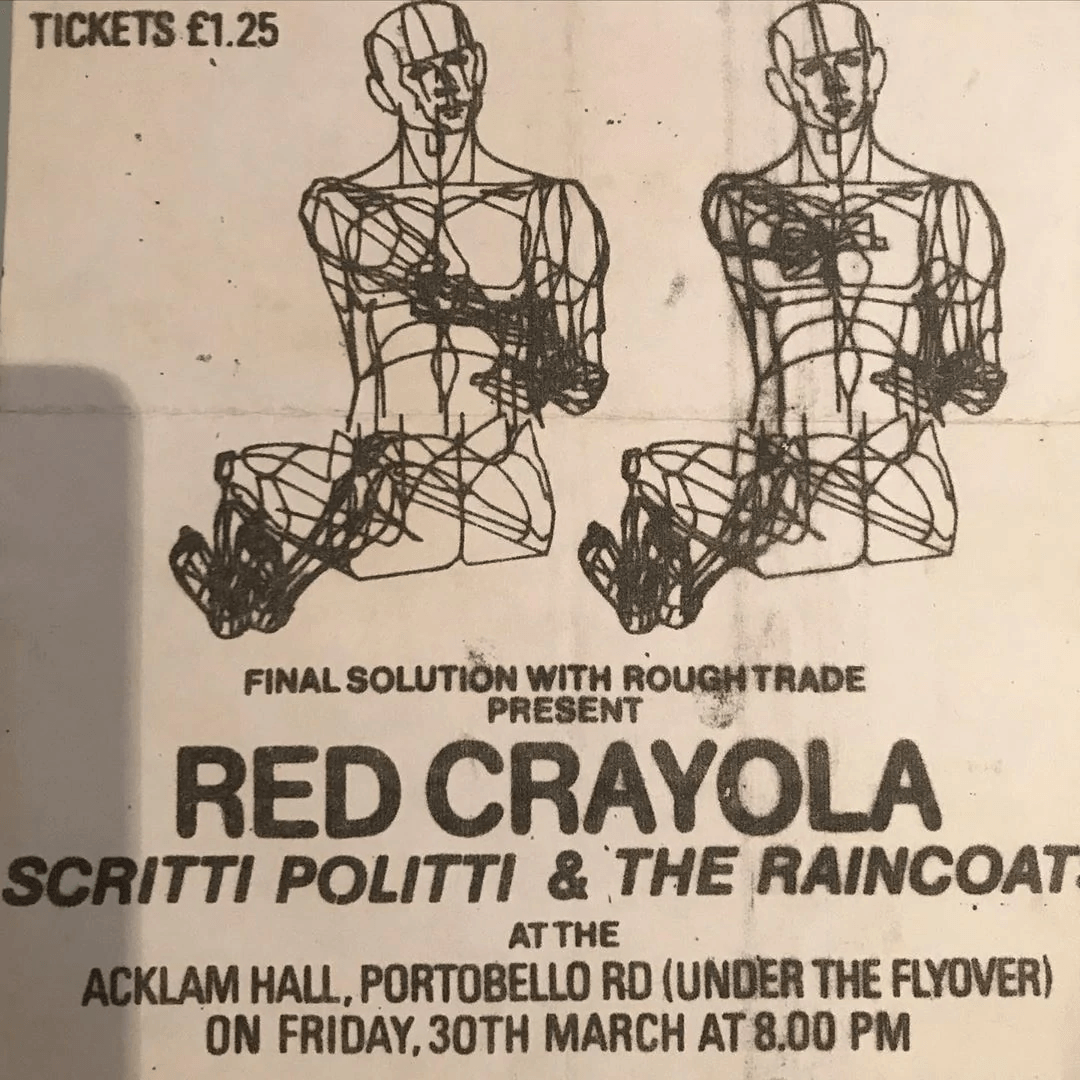 TICKETS £1.25
FINAL SOLUTION WITH ROUGH TRADE
PRESENT
RED CRAYOLA
SCRITTI POLITTI & THE RAINCOATS
AT THE
ACKLAM HALL, PORTOBELLO RD (UNDER THE FLYOVER)
ON FRIDAY, 30TH MARCH AT 8.00 PM